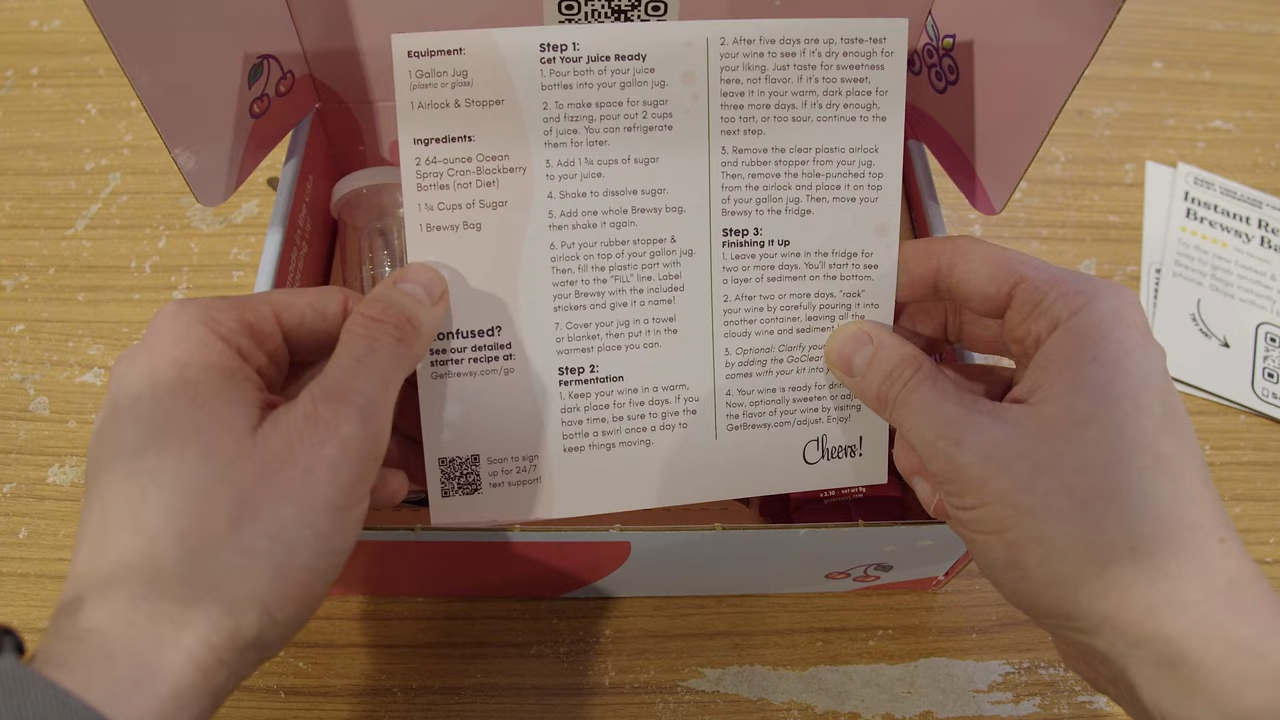 Equipment:
1 Gallon Jug
(plastic or glass)
1 Airlock & Stopper
Ingredients:
2 64-ounce Ocean
Spray Cran-Blackberry
Bottles (not Diet)
1 ¾ Cups of Sugar
1 Brewsy Bag
onfused?
See our detailed
starter recipe at:
GetBrewsy.com/go
Scan to sign
up for 24/7
text support!
Step 1:
Get Your Juice Ready
1. Pour both of your juice
bottles into your gallon jug.
2. To make space for sugar
and fizzing, pour out 2 cups
of juice. You can refrigerate
them for later.
3. Add 1 ¾ cups of sugar
to your juice.
4. Shake to dissolve sugar.
5. Add one whole Brewsy bag,
then shake it again.
6. Put your rubber stopper &
airlock on top of your gallon jug.
Then, fill the plastic part with
water to the "FILL" line. Label
your Brewsy with the included
stickers and give it a name!
7. Cover your jug in a towel
or blanket, then put it in the
warmest place you can.
Step 2:
Fermentation
1. Keep your wine in a warm,
dark place for five days. If you
have time, be sure to give the
bottle a swirl once a day to
keep things moving.
2. After five days are up, taste-test
your wine to see if it's dry enough for
your liking. Just taste for sweetness
here, not flavor. If it's too sweet,
leave it in your warm, dark place for
three more days. If it's dry enough,
too tart, or too sour, continue to the
next step.
3. Remove the clear plastic airlock
and rubber stopper from your jug.
Then, remove the hole-punched top
from the airlock and place it on top
of your gallon jug. Then, move your
Brewsy to the fridge.
Step 3:
Finishing It Up
1. Leave your wine in the fridge for
two or more days. You'll start to see
a layer of sediment on the bottom.
2. After two or more days, "rack"
your wine by carefully pouring it into
another container, leaving all the
cloudy wine and sediment
3. Optional: Clarify your
by adding the GoClear
comes with your kit into
4. Your wine is ready for
Now, optionally sweeten or
the flavor of your wine by visiting
GetBrewsy.com/adjust. Enjoy!
Cheers!
net wt 9g
Instant Re
Brewsy Ba